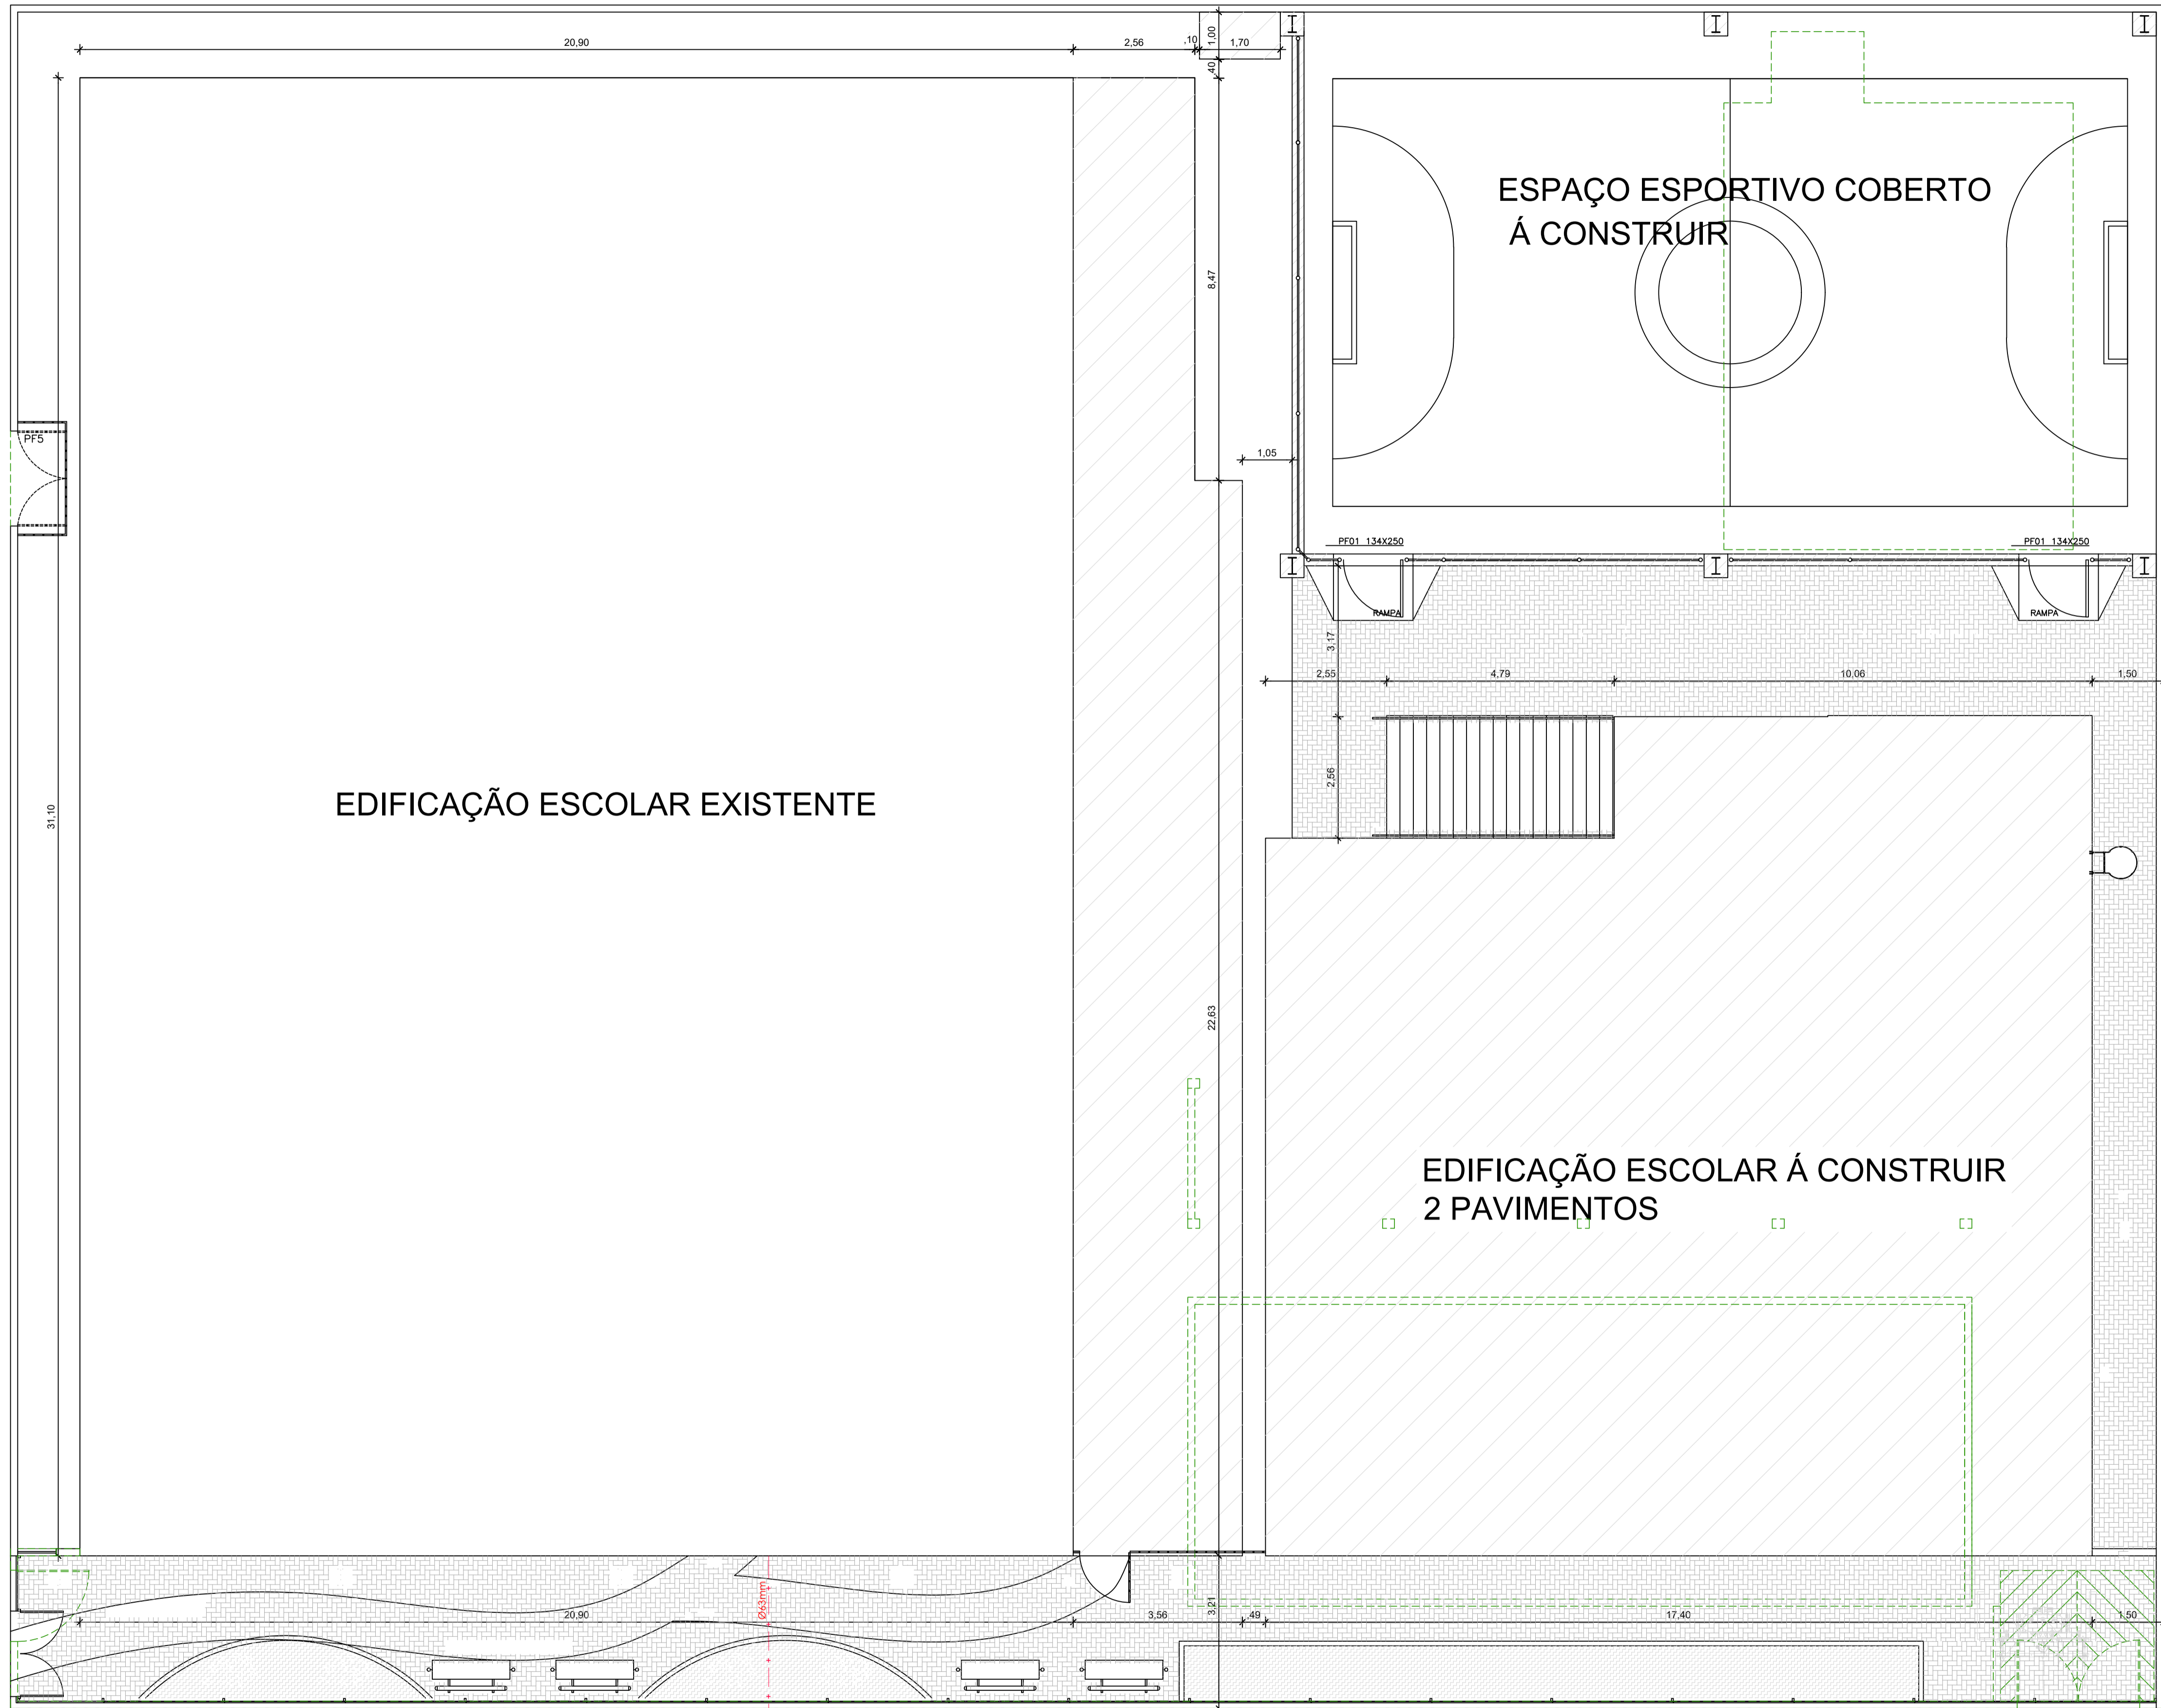 20,90
2,56
,10
1,00
1,70
,40
ESPAÇO ESPORTIVO COBERTO
Á CONSTRUIR
8,47
PF5
1,05
PF01 134X250
PF01 134X250
RAMPA
RAMPA
3,17
2,55
4,79
10,06
1,50
2,56
31,10
EDIFICAÇÃO ESCOLAR EXISTENTE
22,63
EDIFICAÇÃO ESCOLAR Á CONSTRUIR
2 PAVIMENTOS
Ø63mm
20,90
3,56
3,21
,49
17,40
1,50